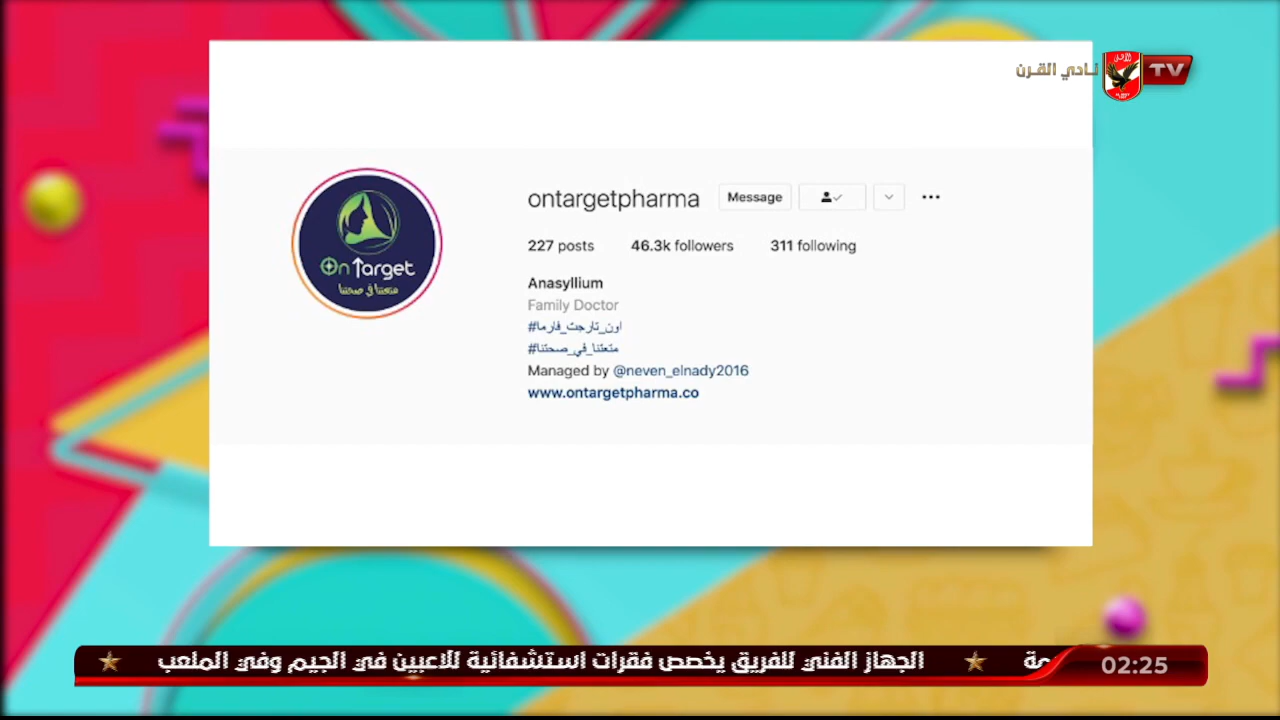 نادي القرن
الأهلي
TV
ontargetpharma
Message
227 posts
46.3k followers
311 following
On Target
متعتنا في صحتنا
Anasyllium
Family Doctor
#اون_تارجت_فارما
#متعتنا_في_صحتنا
Managed by @neven_elnady2016
www.ontargetpharma.co
مة ★ الجهاز الفني للفريق يخصص فقرات استشفائية للاعبين في الجيم وفي الملعب ★
02:25